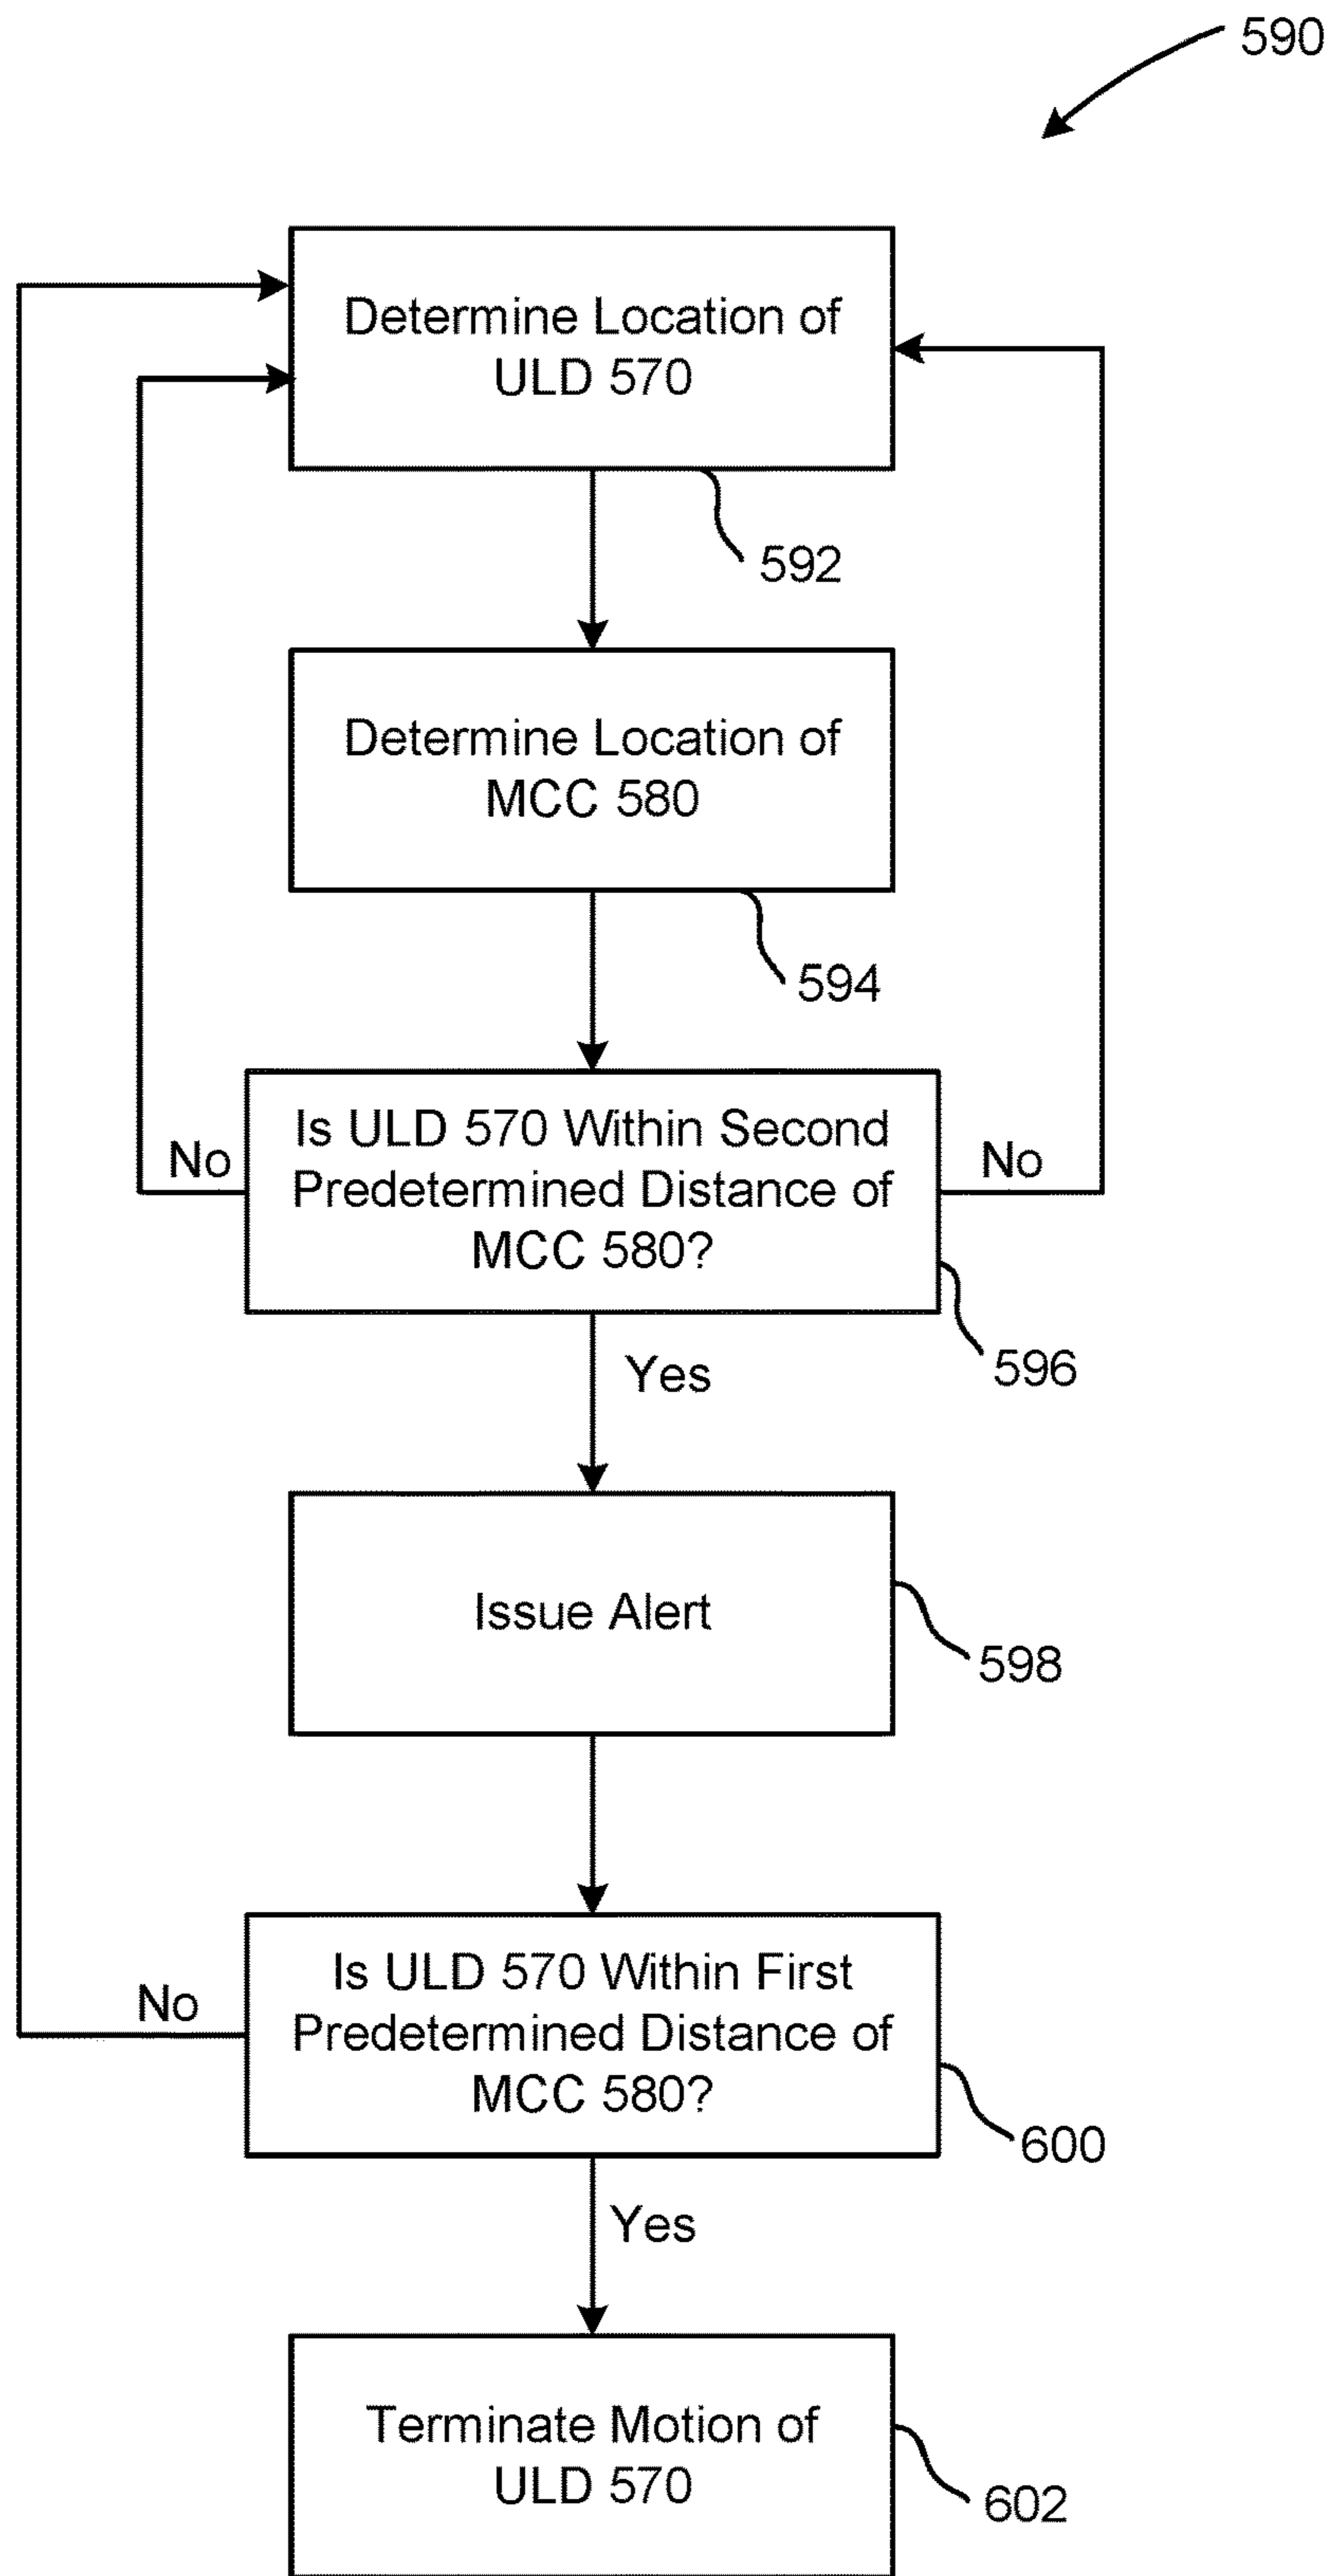 590
Determine Location of
ULD 570
592
Determine Location of
MCC 580
594
Is ULD 570 Within Second
Predetermined Distance of
MCC 580?
No
No
596
Yes
Issue Alert
598
Is ULD 570 Within First
Predetermined Distance of
MCC 580?
No
600
Yes
Terminate Motion of
ULD 570
602